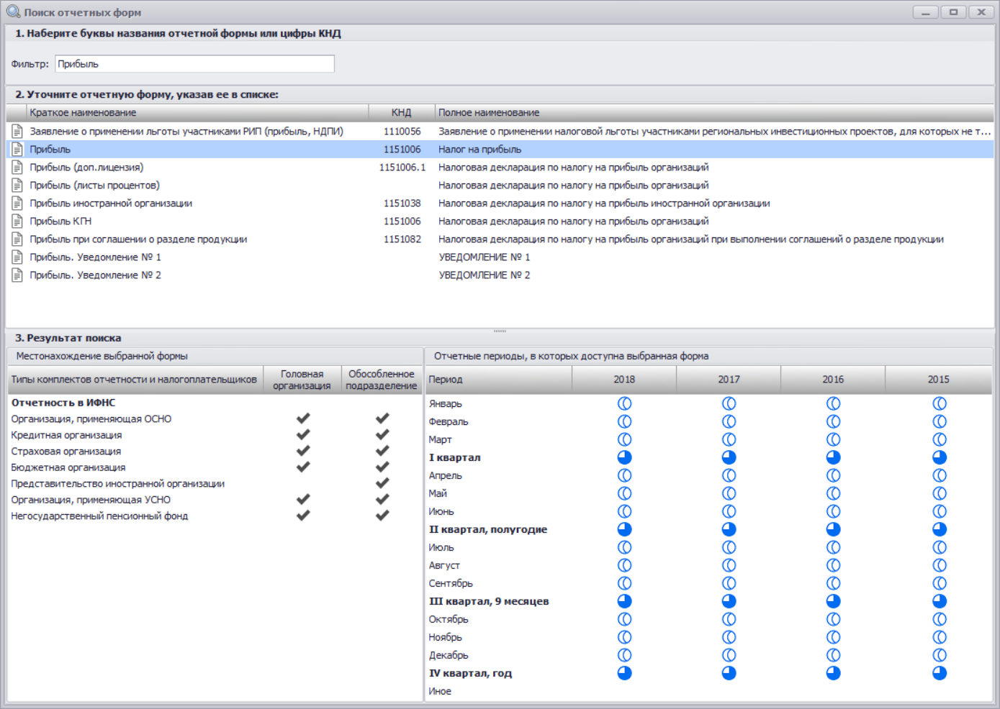 Поиск отчетных форм
1. Наберите буквы названия отчетной формы или цифры КНД
Фильтр: Прибыль
2. Уточните отчетную форму, указав ее в списке:
Краткое наименование КНД Полное наименование
Заявление о применении льготы участниками РИП (прибыль, НДПИ) 1110056 Заявление о применении налоговой льготы участниками региональных инвестиционных проектов, для которых не т...
Прибыль 1151006 Налог на прибыль
Прибыль (доп.лицензия) 1151006.1 Налоговая декларация по налогу на прибыль организаций
Прибыль (листы процентов) Налоговая декларация по налогу на прибыль организаций
Прибыль иностранной организации 1151038 Налоговая декларация по налогу на прибыль иностранной организации
Прибыль КГН 1151006 Налоговая декларация по налогу на прибыль организаций
Прибыль при соглашении о разделе продукции 1151082 Налоговая декларация по налогу на прибыль организаций при выполнении соглашений о разделе продукции
Прибыль. Уведомление № 1 УВЕДОМЛЕНИЕ № 1
Прибыль. Уведомление № 2 УВЕДОМЛЕНИЕ № 2
3. Результат поиска
Местонахождение выбранной формы
Типы комплектов отчетности и налогоплательщиков Головная организация Обособленное подразделение
Отчетность в ИФНС
Организация, применяющая ОСНО
Кредитная организация
Страховая организация
Бюджетная организация
Представительство иностранной организации
Организация, применяющая УСНО
Негосударственный пенсионный фонд
Отчетные периоды, в которых доступна выбранная форма
Период 2018 2017 2016 2015
Январь
Февраль
Март
I квартал
Апрель
Май
Июнь
II квартал, полугодие
Июль
Август
Сентябрь
III квартал, 9 месяцев
Октябрь
Ноябрь
Декабрь
IV квартал, год
Иное